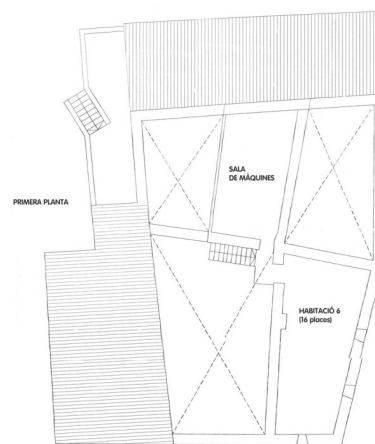 SALA
DE MÀQUINES
PRIMERA PLANTA
HABITACIÓ 6
(16 places)